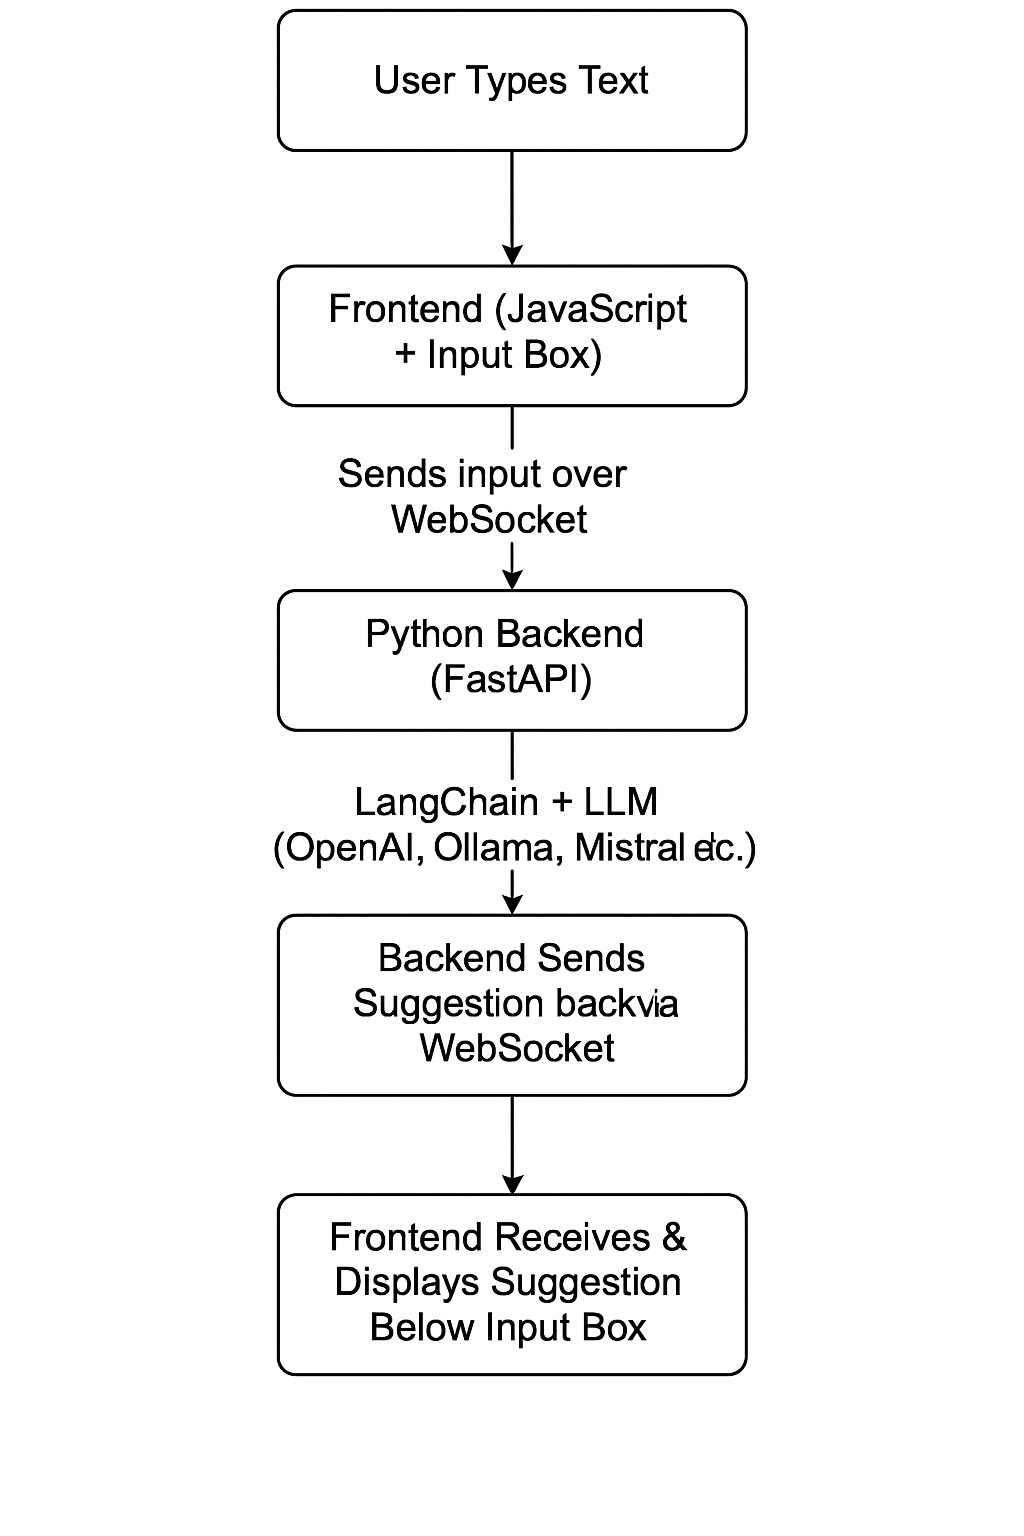 User Types Text
Frontend (JavaScript
+ Input Box)
Sends input over
WebSocket
Python Backend
(FastAPI)
LangChain + LLM
(OpenAI, Ollama, Mistral etc.)
Backend Sends
Suggestion backvia
WebSocket
Frontend Receives &
Displays Suggestion
Below Input Box